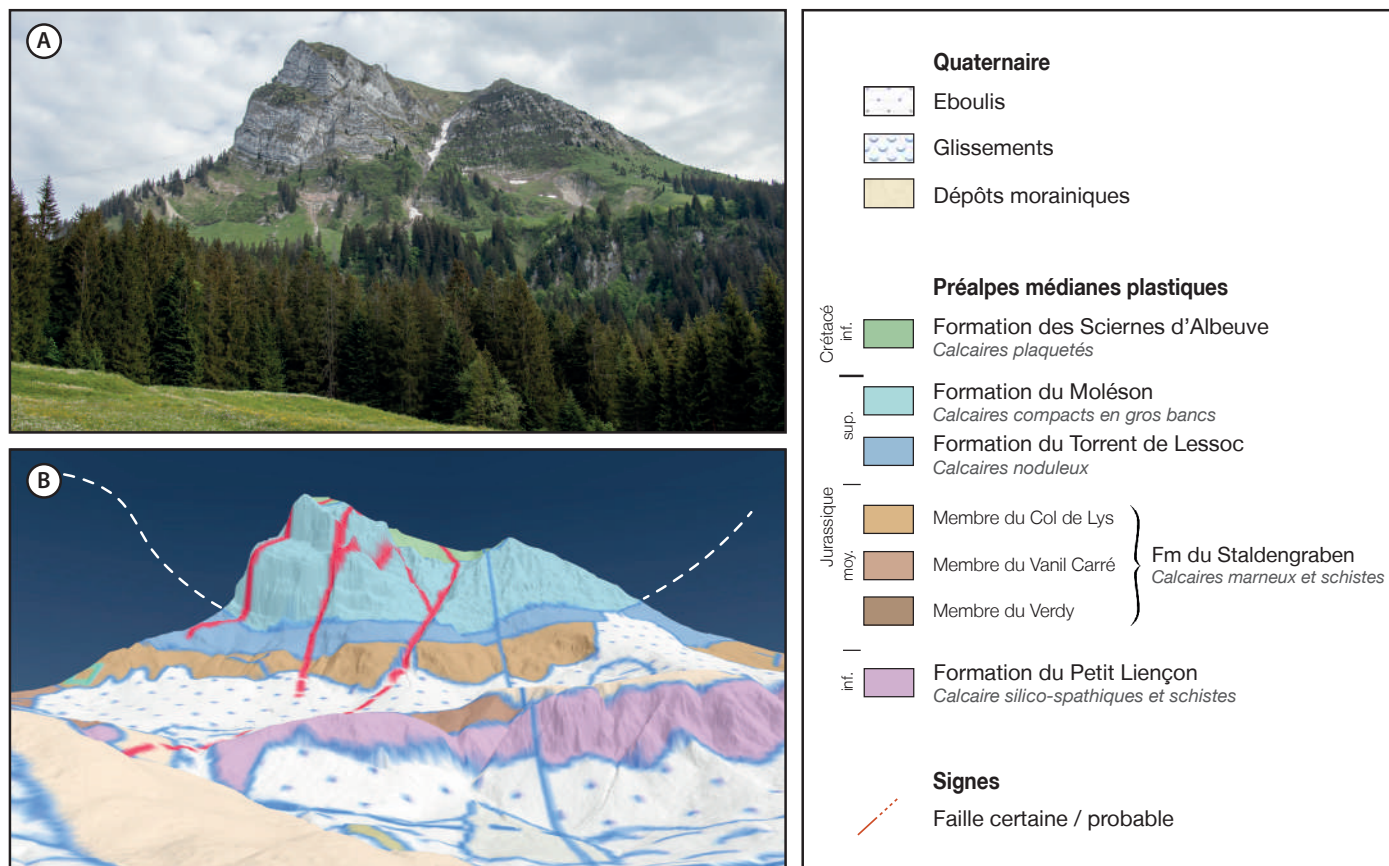 A
B
Quaternaire
Eboulis
Glissements
Dépôts morainiques
Préalpes médianes plastiques
Crétacé
inf.
Formation des Sciernes d'Albeuve
Calcaires plaquetés
Jurassique
sup.
Formation du Moléson
Calcaires compacts en gros bancs
Formation du Torrent de Lessoc
Calcaires noduleux
moy.
Membre du Col de Lys
Membre du Vanil Carré
Membre du Verdy
Fm du Staldengraben
Calcaires marneux et schistes
inf.
Formation du Petit Liençon
Calcaire silico-spathiques et schistes
Signes
Faille certaine / probable